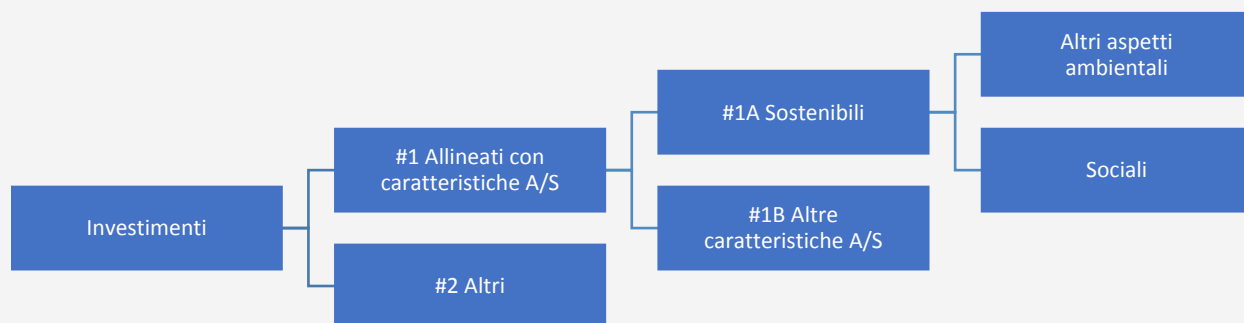 Investimenti
#1 Allineati con
caratteristiche A/S
#2 Altri
#1A Sostenibili
#1B Altre
caratteristiche A/S
Altri aspetti
ambientali
Sociali